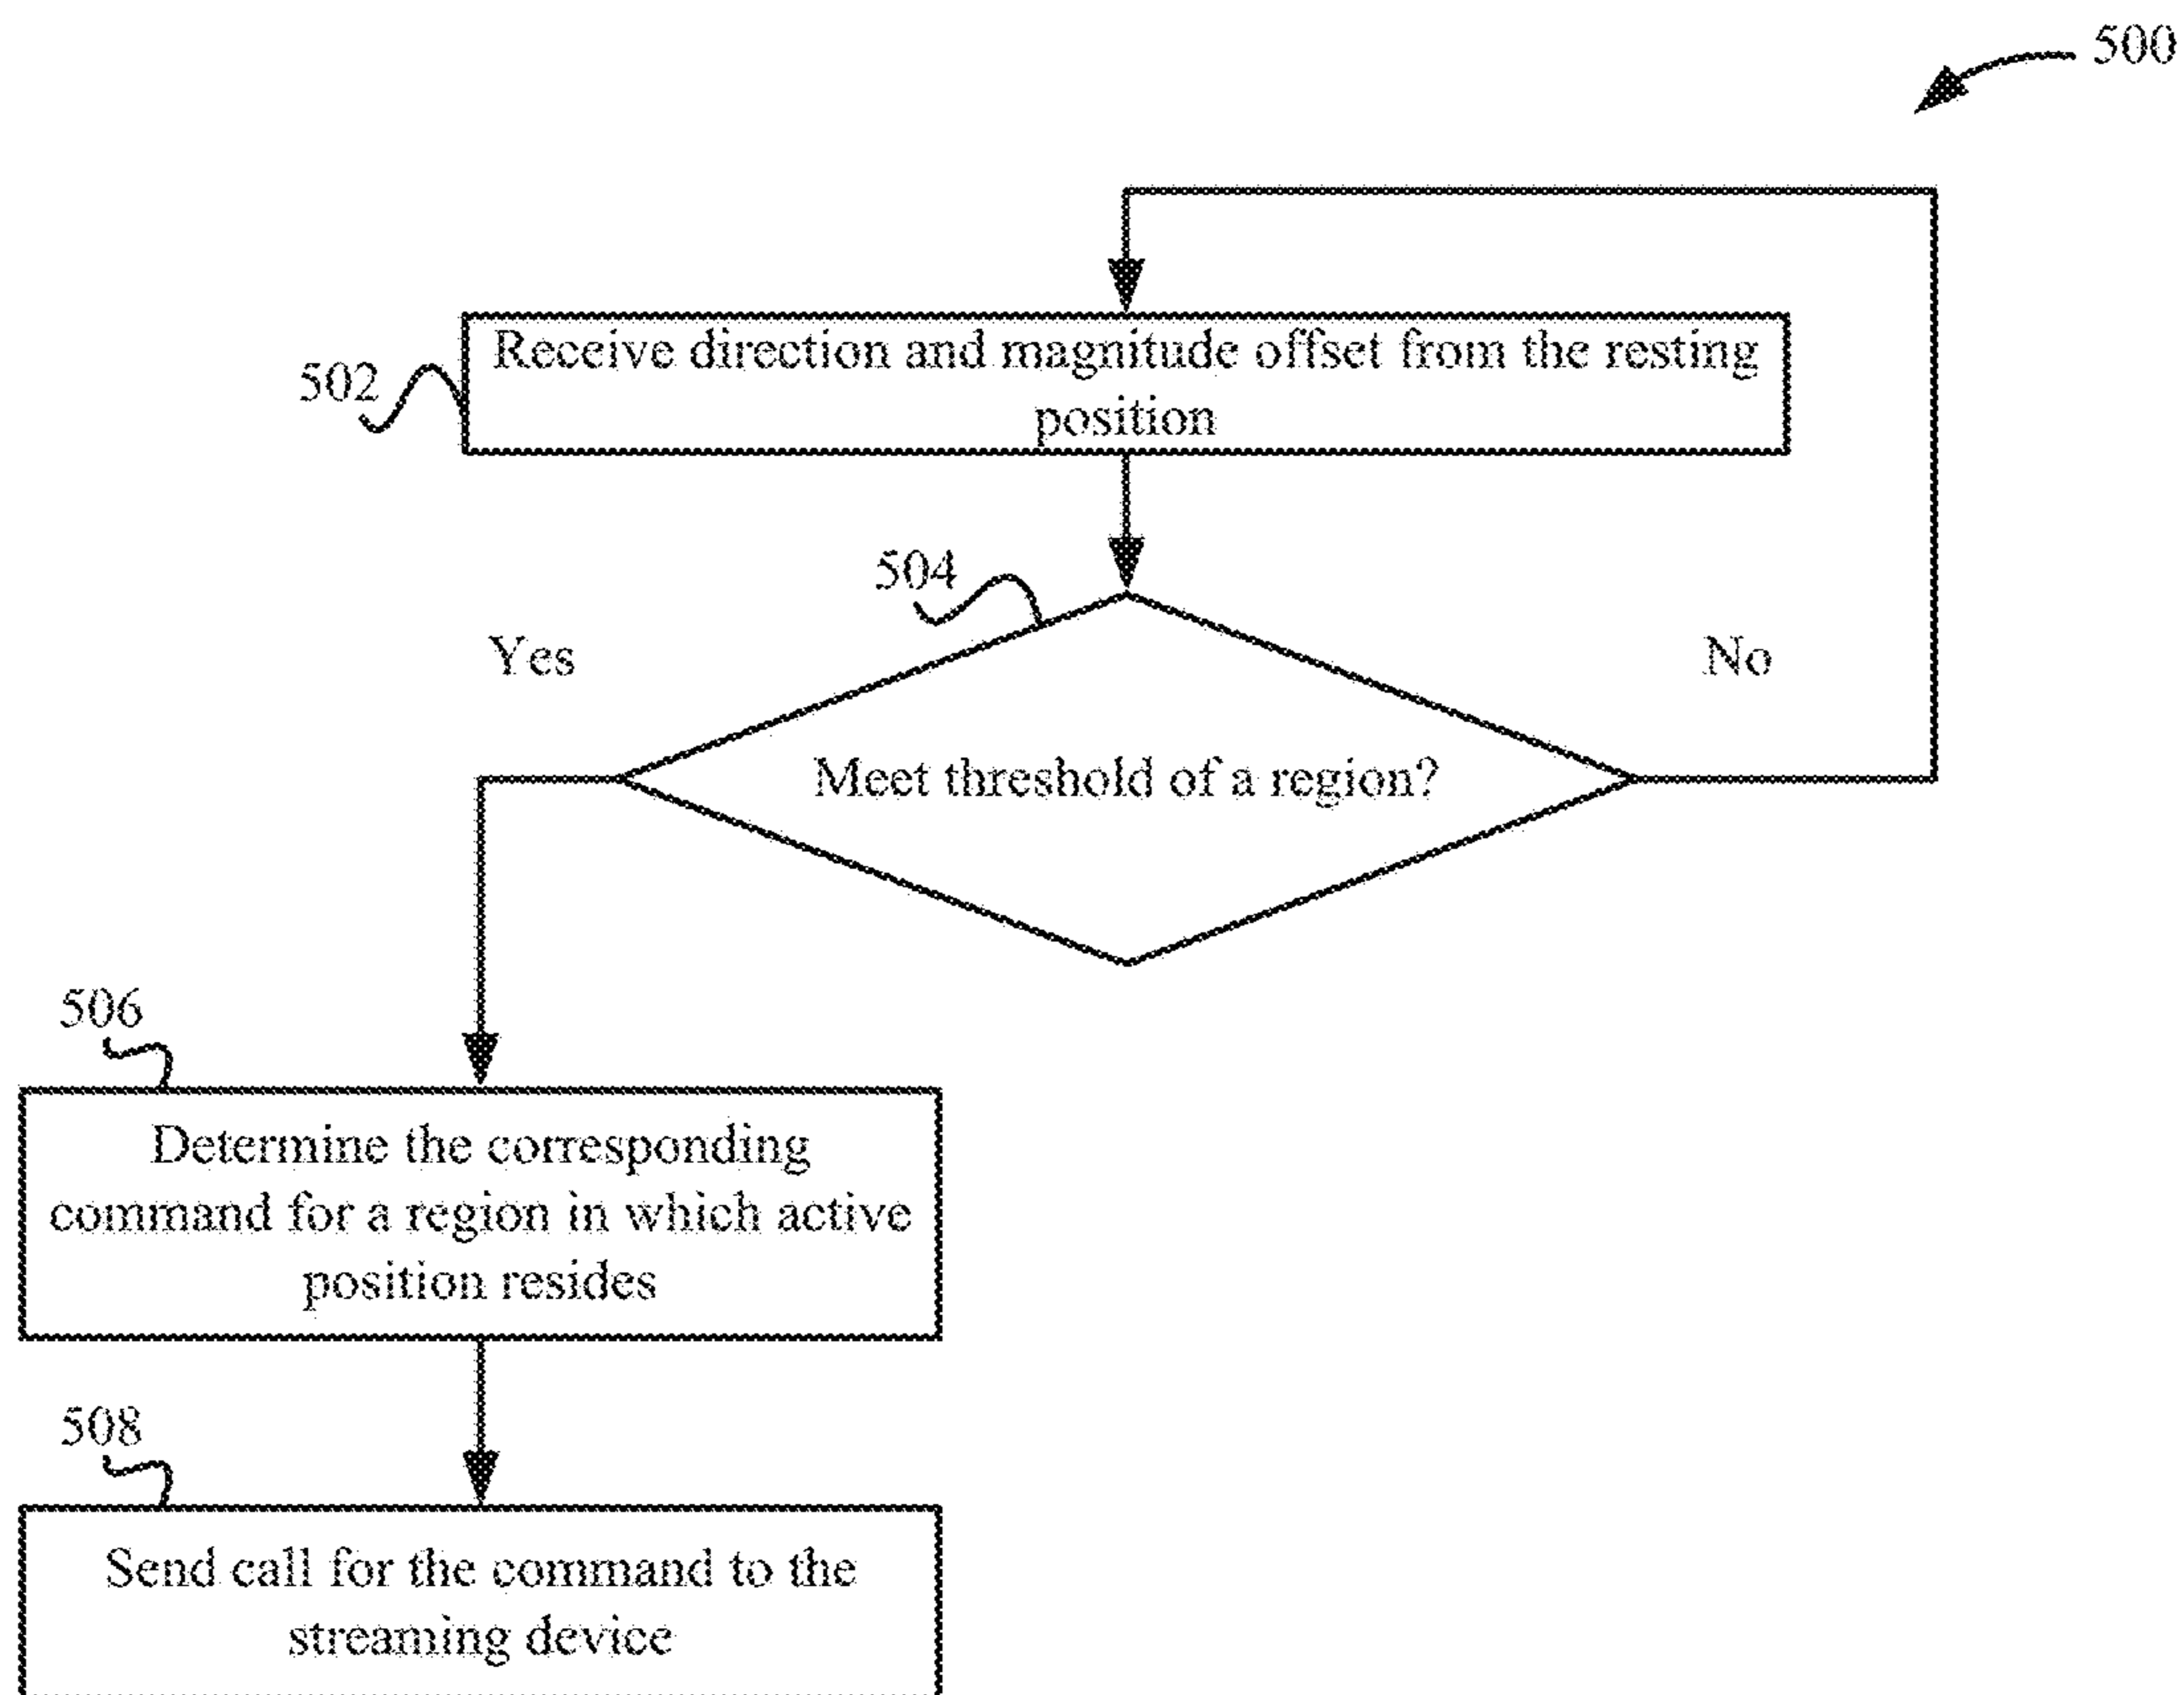 500
502
Receive direction and magnitude offset from the resting
position
504
Yes
No
Meet threshold of a region?
506
Determine the corresponding
command for a region in which active
position resides
508
Send call for the command to the
streaming device